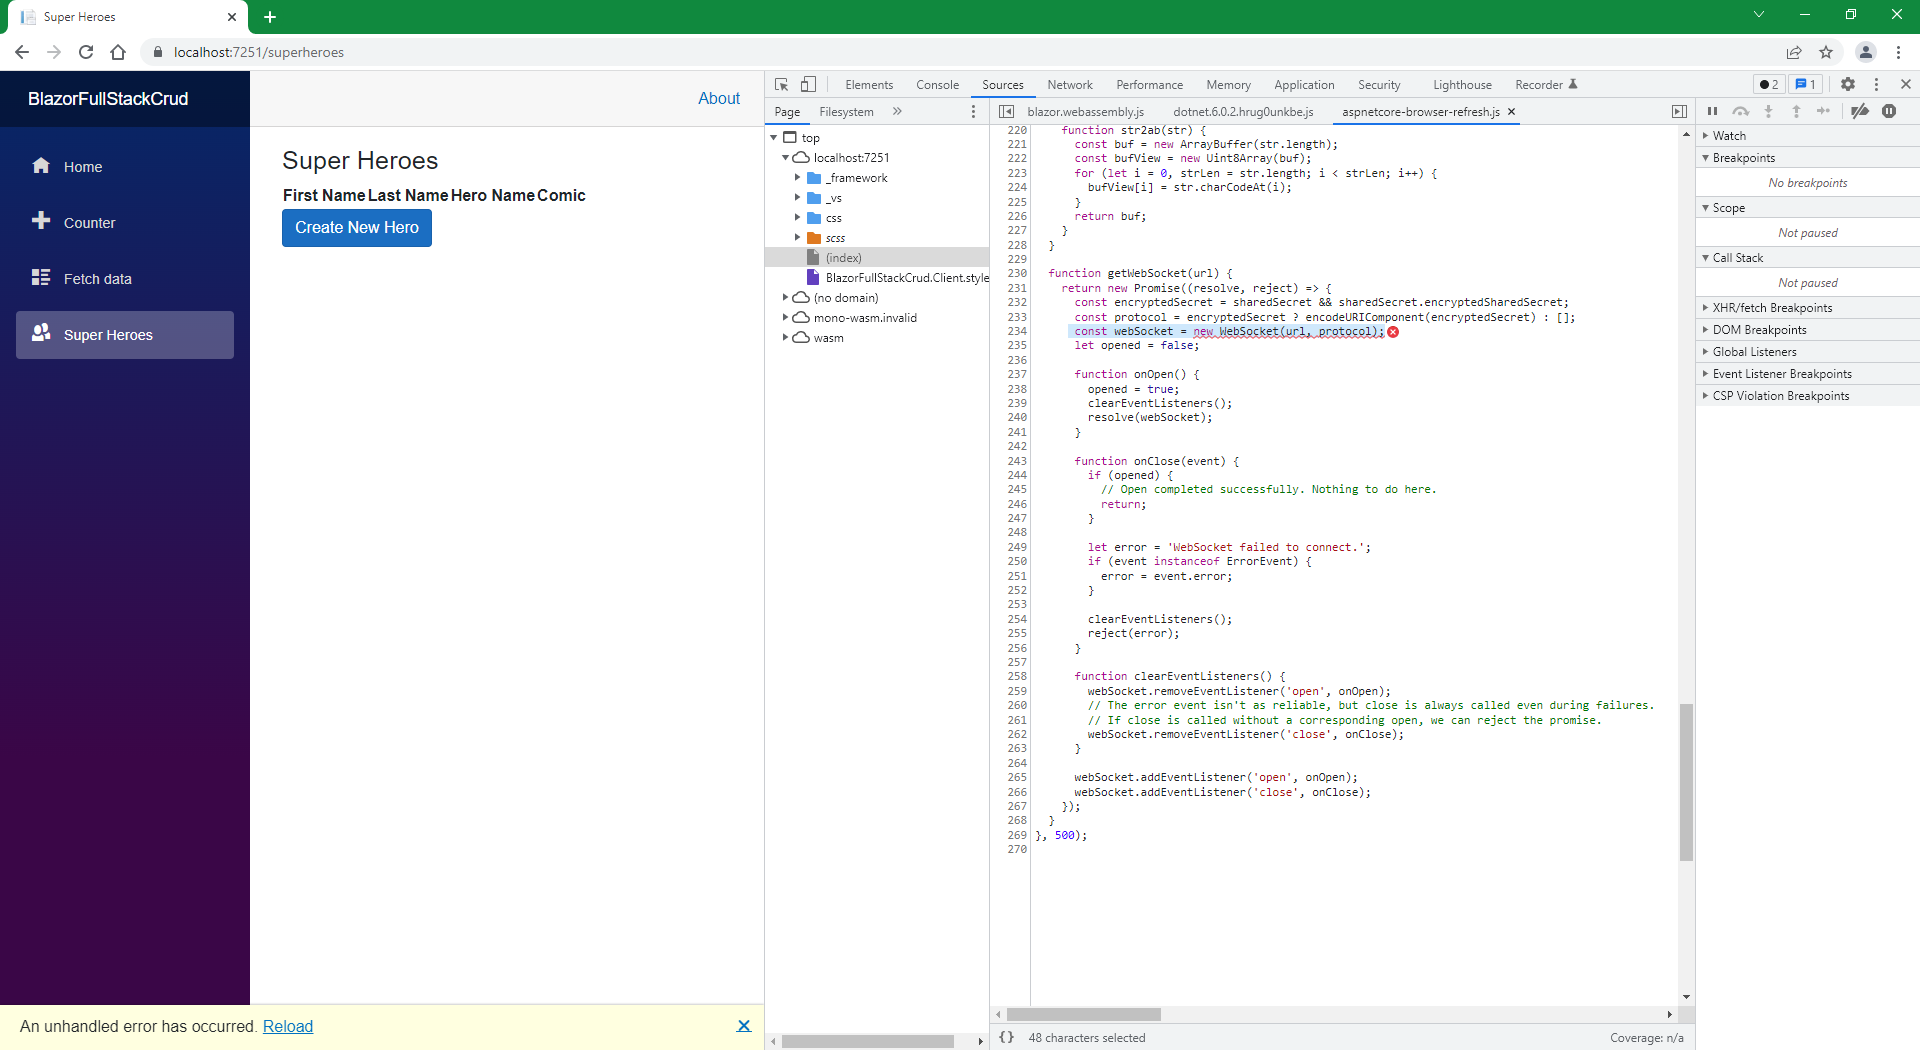 Super Heroes
localhost:7251/superheroes
BlazorFullStackCrud
Home
Counter
Fetch data
Super Heroes
About
Super Heroes
First Name Last Name Hero Name Comic
Create New Hero
An unhandled error has occurred. Reload
Elements Console Sources Network Performance Memory Application Security Lighthouse Recorder
2 1
Page Filesystem
top
localhost:7251
_framework
_vs
css
scss
(index)
BlazorFullStackCrud.Client.style
(no domain)
mono-wasm.invalid
wasm
blazor.webassembly.js dotnet.6.0.2.hrug0unkbe.js aspnetcore-browser-refresh.js
220 function str2ab(str) {
221 const buf = new ArrayBuffer(str.length);
222 const bufView = new Uint8Array(buf);
223 for (let i = 0, strLen = str.length; i < strLen; i++) {
224 bufView[i] = str.charCodeAt(i);
225 }
226 return buf;
227 }
228 }
229
230 function getWebSocket(url) {
231 return new Promise((resolve, reject) => {
232 const encryptedSecret = sharedSecret && sharedSecret.encryptedSharedSecret;
233 const protocol = encryptedSecret ? encodeURIComponent(encryptedSecret) : [];
234 const webSocket = new WebSocket(url, protocol);
235 let opened = false;
236
237 function onOpen() {
238 opened = true;
239 clearEventListeners();
240 resolve(webSocket);
241 }
242
243 function onClose(event) {
244 if (opened) {
245 // Open completed successfully. Nothing to do here.
246 return;
247 }
248
249 let error = 'WebSocket failed to connect.';
250 if (event instanceof ErrorEvent) {
251 error = event.error;
252 }
253
254 clearEventListeners();
255 reject(error);
256 }
257
258 function clearEventListeners() {
259 webSocket.removeEventListener('open', onOpen);
260 // The error event isn't as reliable, but close is always called even during failures.
261 // If close is called without a corresponding open, we can reject the promise.
262 webSocket.removeEventListener('close', onClose);
263 }
264
265 webSocket.addEventListener('open', onOpen);
266 webSocket.addEventListener('close', onClose);
267 });
268 }
269 }, 500);
270
{} 48 characters selected
Coverage: n/a
Watch
Breakpoints
No breakpoints
Scope
Not paused
Call Stack
Not paused
XHR/fetch Breakpoints
DOM Breakpoints
Global Listeners
Event Listener Breakpoints
CSP Violation Breakpoints